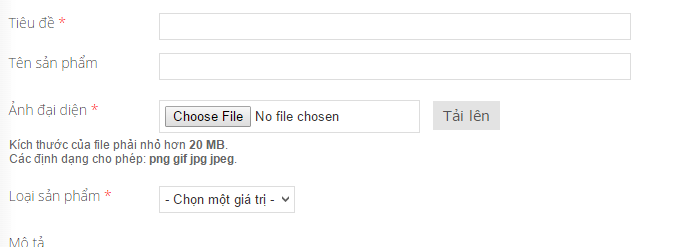 Tiêu đề *
Tên sản phẩm
Ảnh đại diện * Choose File No file chosen Tải lên
Kích thước của file phải nhỏ hơn 20 MB.
Các định dạng cho phép: png gif jpg jpeg.
Loại sản phẩm * - Chọn một giá trị -
Mô tả